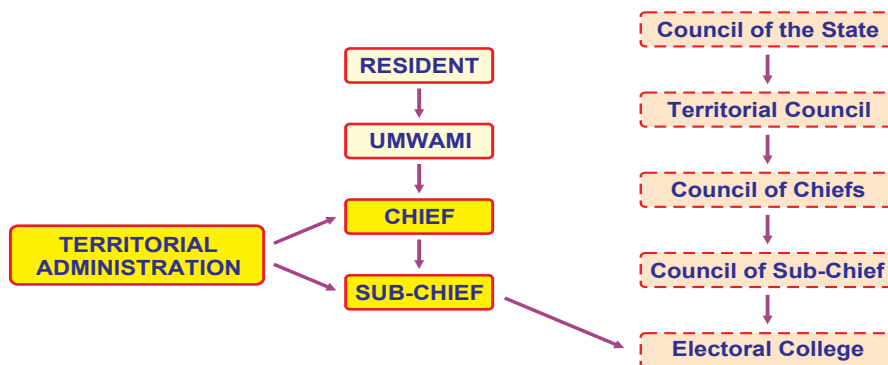 RESIDENT
UMWAMI
CHIEF
SUB-CHIEF
TERRITORIAL
ADMINISTRATION
Council of the State
Territorial Council
Council of Chiefs
Council of Sub-Chief
Electoral College